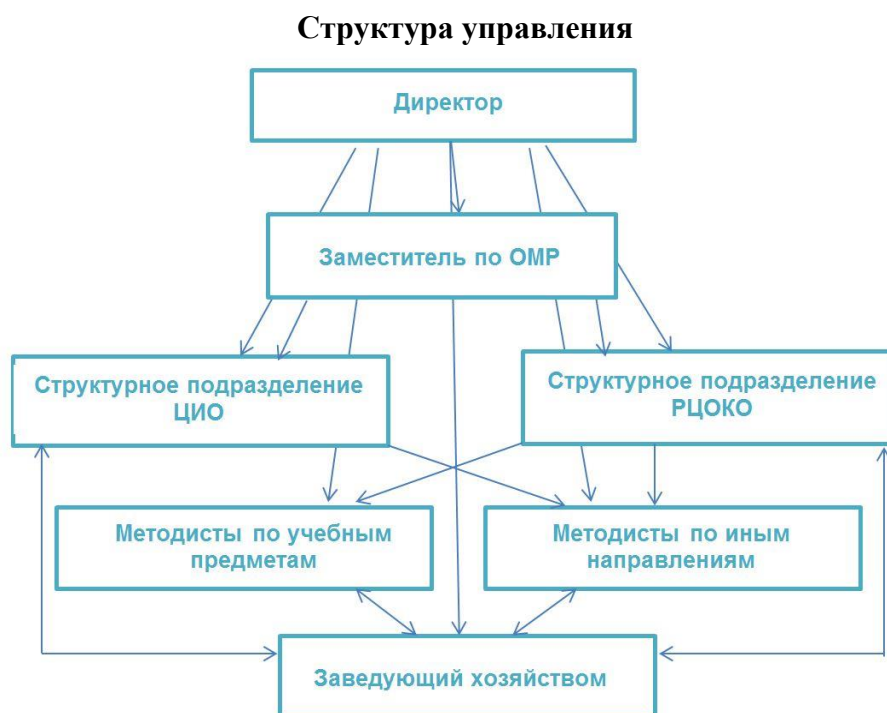 Структура управления
Директор
Заместитель по ОМР
Структурное подразделение
ЦИО
Структурное подразделение
РЦОКО
Методисты по учебным
предметам
Методисты по иным
направлениям
Заведующий хозяйством